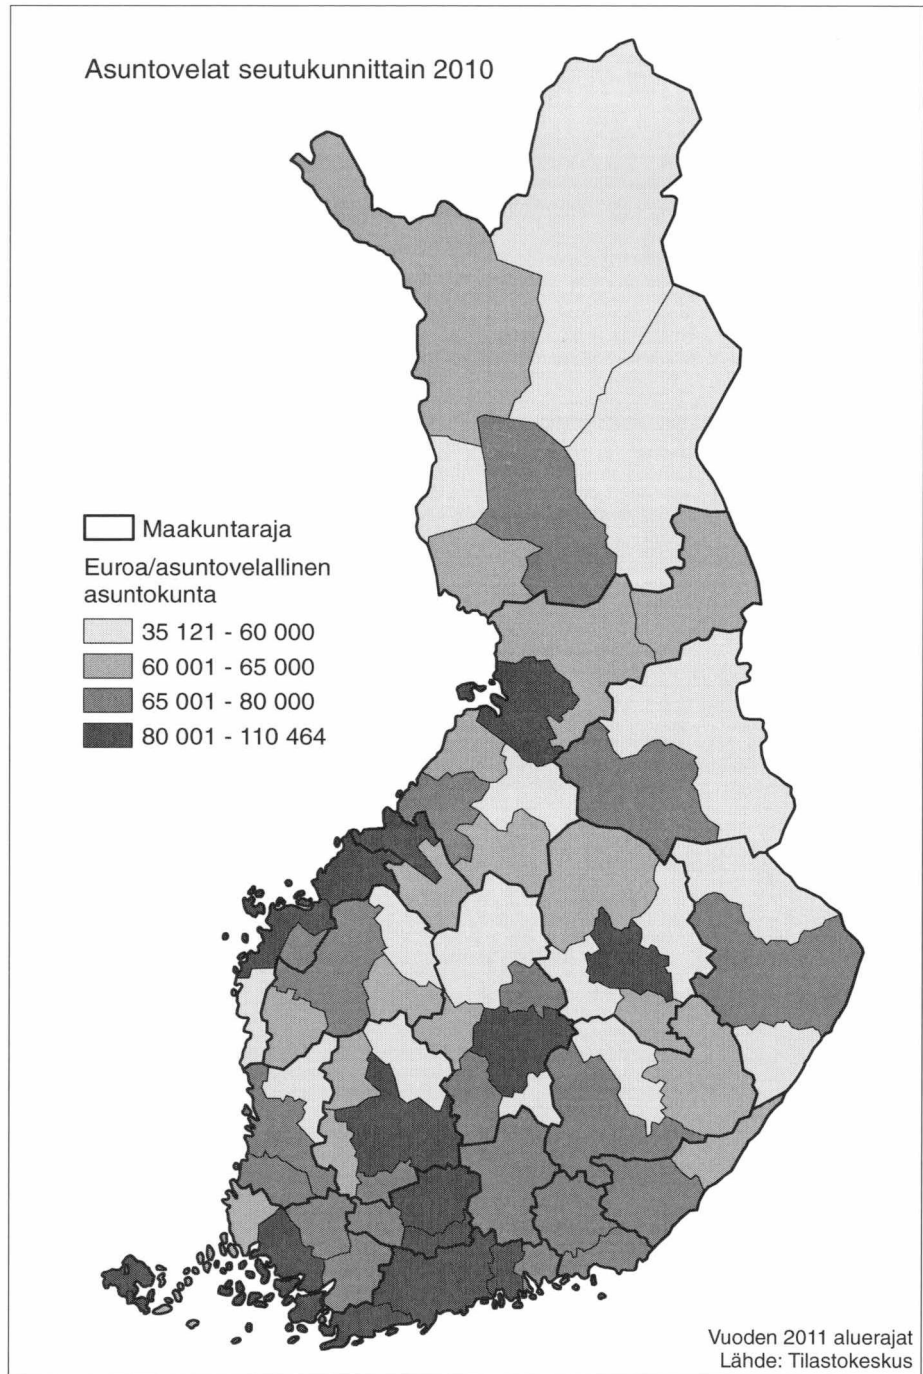 Asuntovelat seutukunnittain 2010
Maakuntaraja
Euroa/asuntovelallinen
asuntokunta
35 121 - 60 000
60 001 - 65 000
65 001 - 80 000
80 001 - 110 464
Vuoden 2011 aluerajat
Lähde: Tilastokeskus